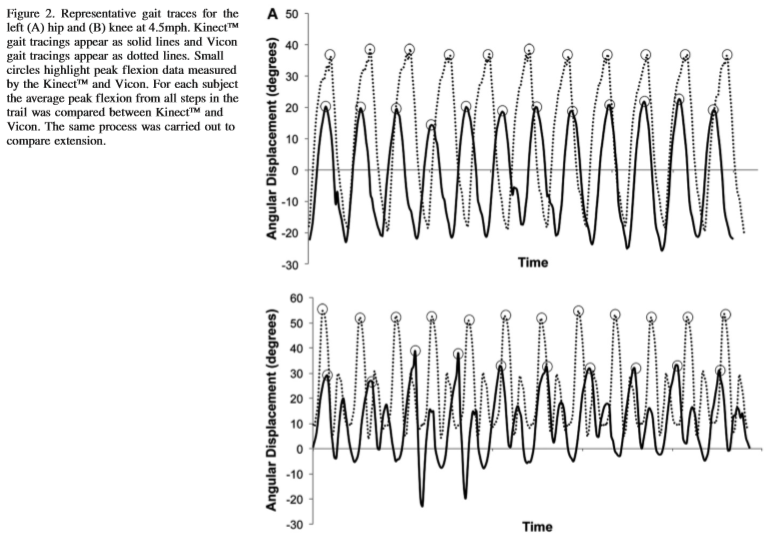 Figure 2. Representative gait traces for the
left (A) hip and (B) knee at 4.5mph. Kinect™
gait tracings appear as solid lines and Vicon
gait tracings appear as dotted lines. Small
circles highlight peak flexion data measured
by the Kinect™ and Vicon. For each subject
the average peak flexion from all steps in the
trail was compared between Kinect™ and
Vicon. The same process was carried out to
compare extension.
A
Angular Displacement (degrees)
50
40
30
20
10
0
-10
-20
-30
Time
Angular Displacement (degrees)
60
50
40
30
20
10
0
-10
-20
-30
Time